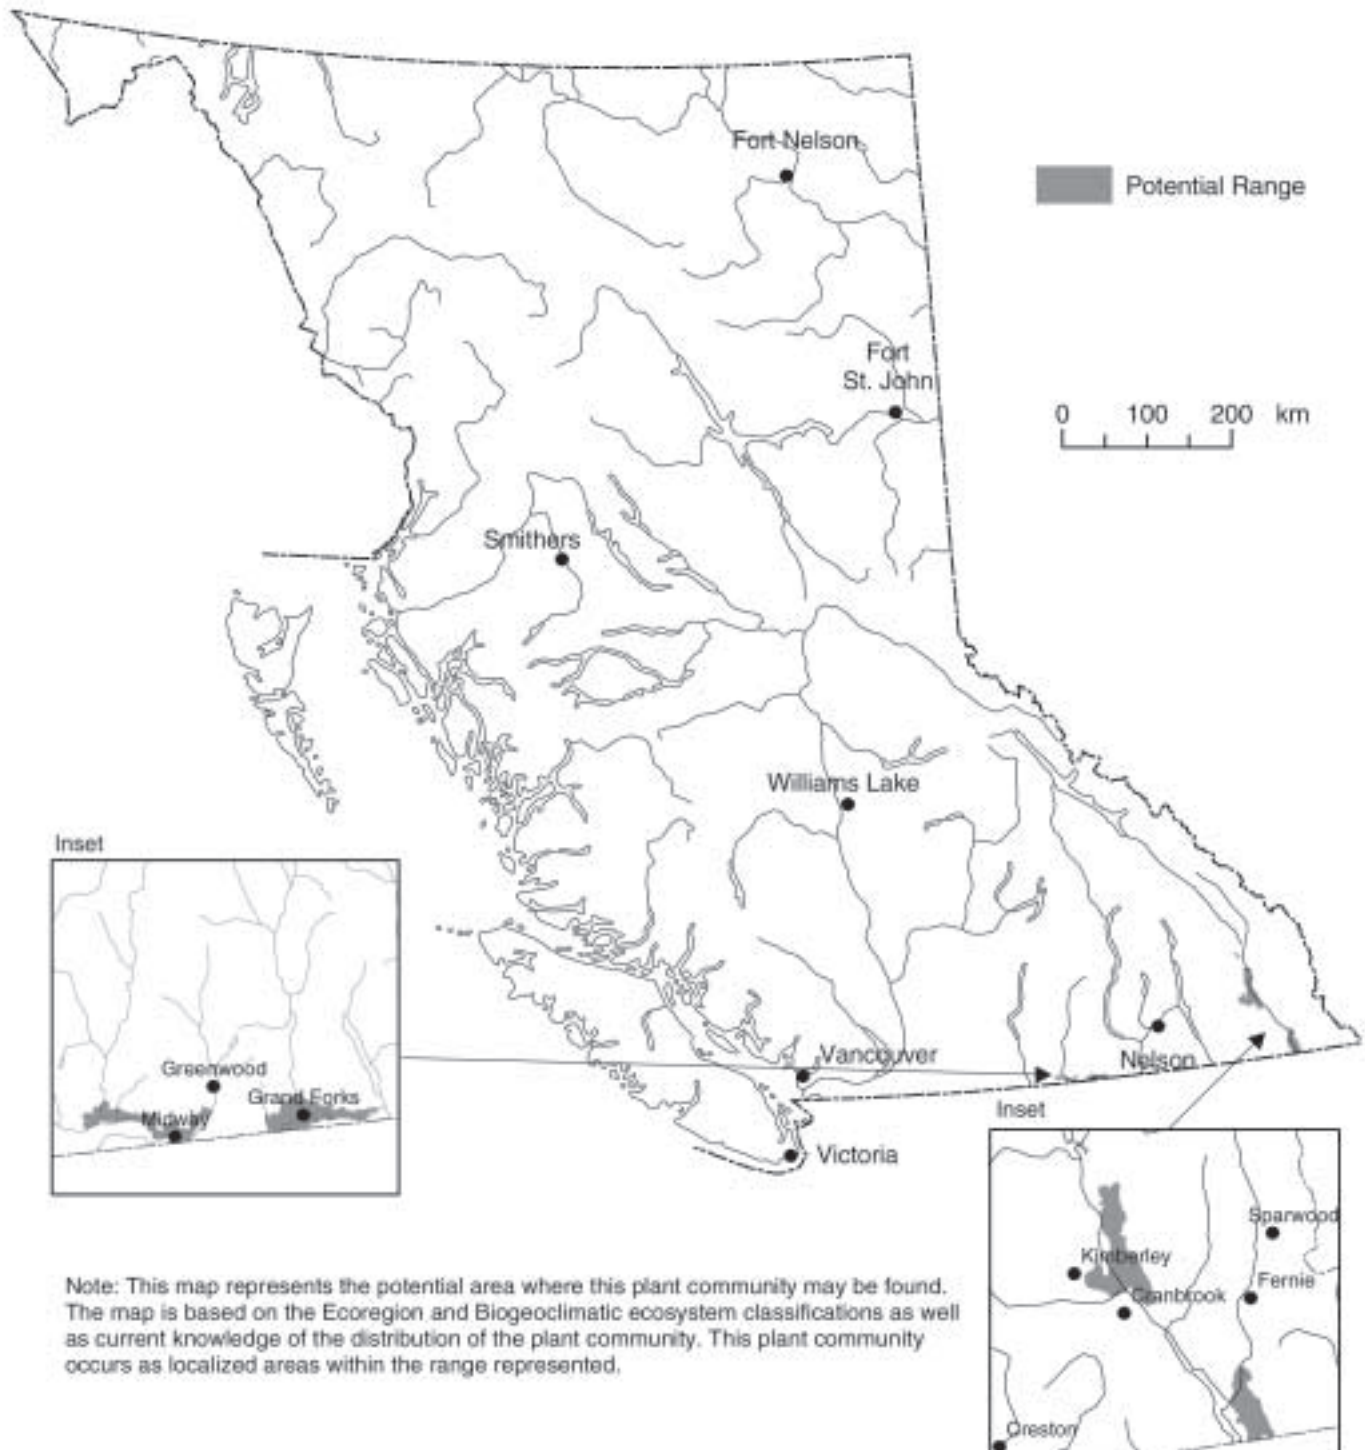 Fort Nelson
Potential Range
Fort
St. John
0 100 200 km
Smithers
Williams Lake
Inset
Greenwood
Grand Forks
Midway
Vancouver
Nelson
Victoria
Inset
Sparwood
Kimberley
Fernie
Cranbrook
Creston
Note: This map represents the potential area where this plant community may be found.
The map is based on the Ecoregion and Biogeoclimatic ecosystem classifications as well
as current knowledge of the distribution of the plant community. This plant community
occurs as localized areas within the range represented.